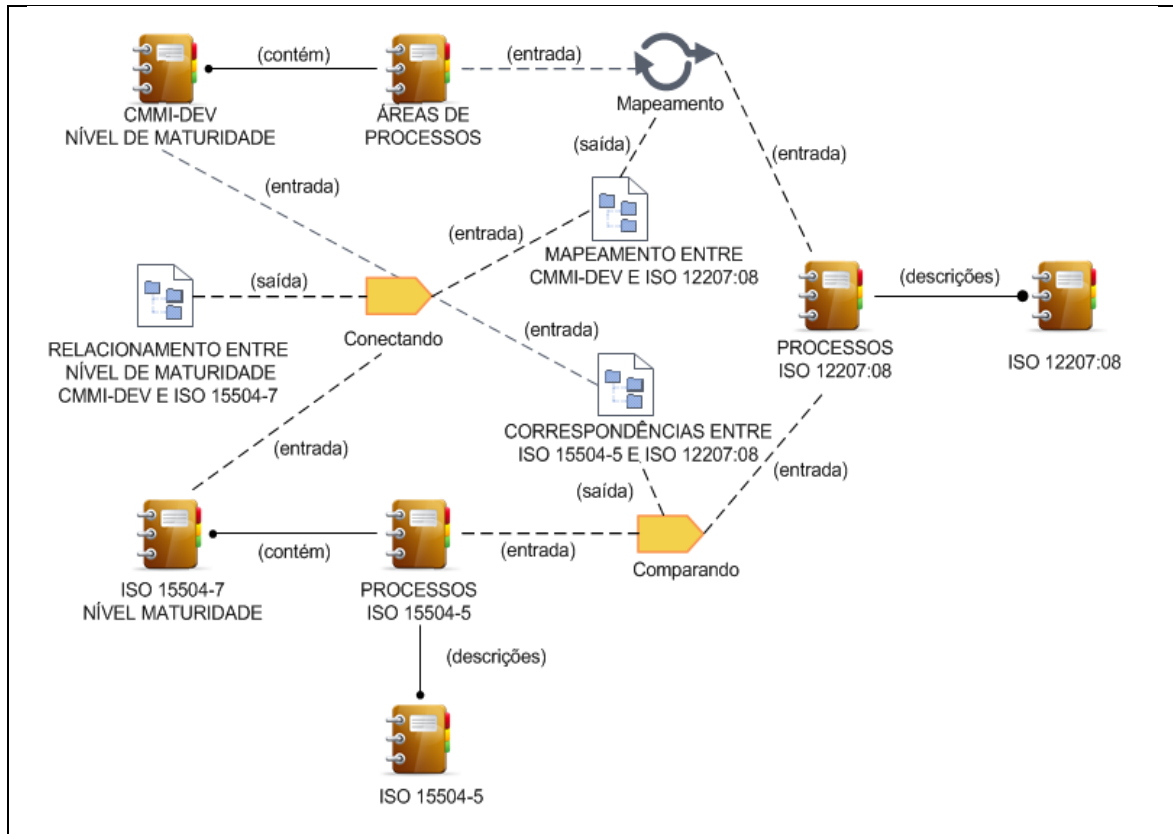 (contém)
(entrada)
Mapeamento
CMMI-DEV
NÍVEL DE MATURIDADE
ÁREAS DE
PROCESSOS
(saída)
(entrada)
(entrada)
(entrada)
MAPEAMENTO ENTRE
CMMI-DEV E ISO 12207:08
(saída)
(descrições)
Conectando
(entrada)
RELACIONAMENTO ENTRE
NÍVEL DE MATURIDADE
CMMI-DEV E ISO 15504-7
PROCESSOS
ISO 12207:08
ISO 12207:08
CORRESPONDÊNCIAS ENTRE
ISO 15504-5 E ISO 12207:08
(entrada)
(entrada)
(saída)
(contém)
(entrada)
Comparando
ISO 15504-7
NÍVEL MATURIDADE
PROCESSOS
ISO 15504-5
(descrições)
ISO 15504-5